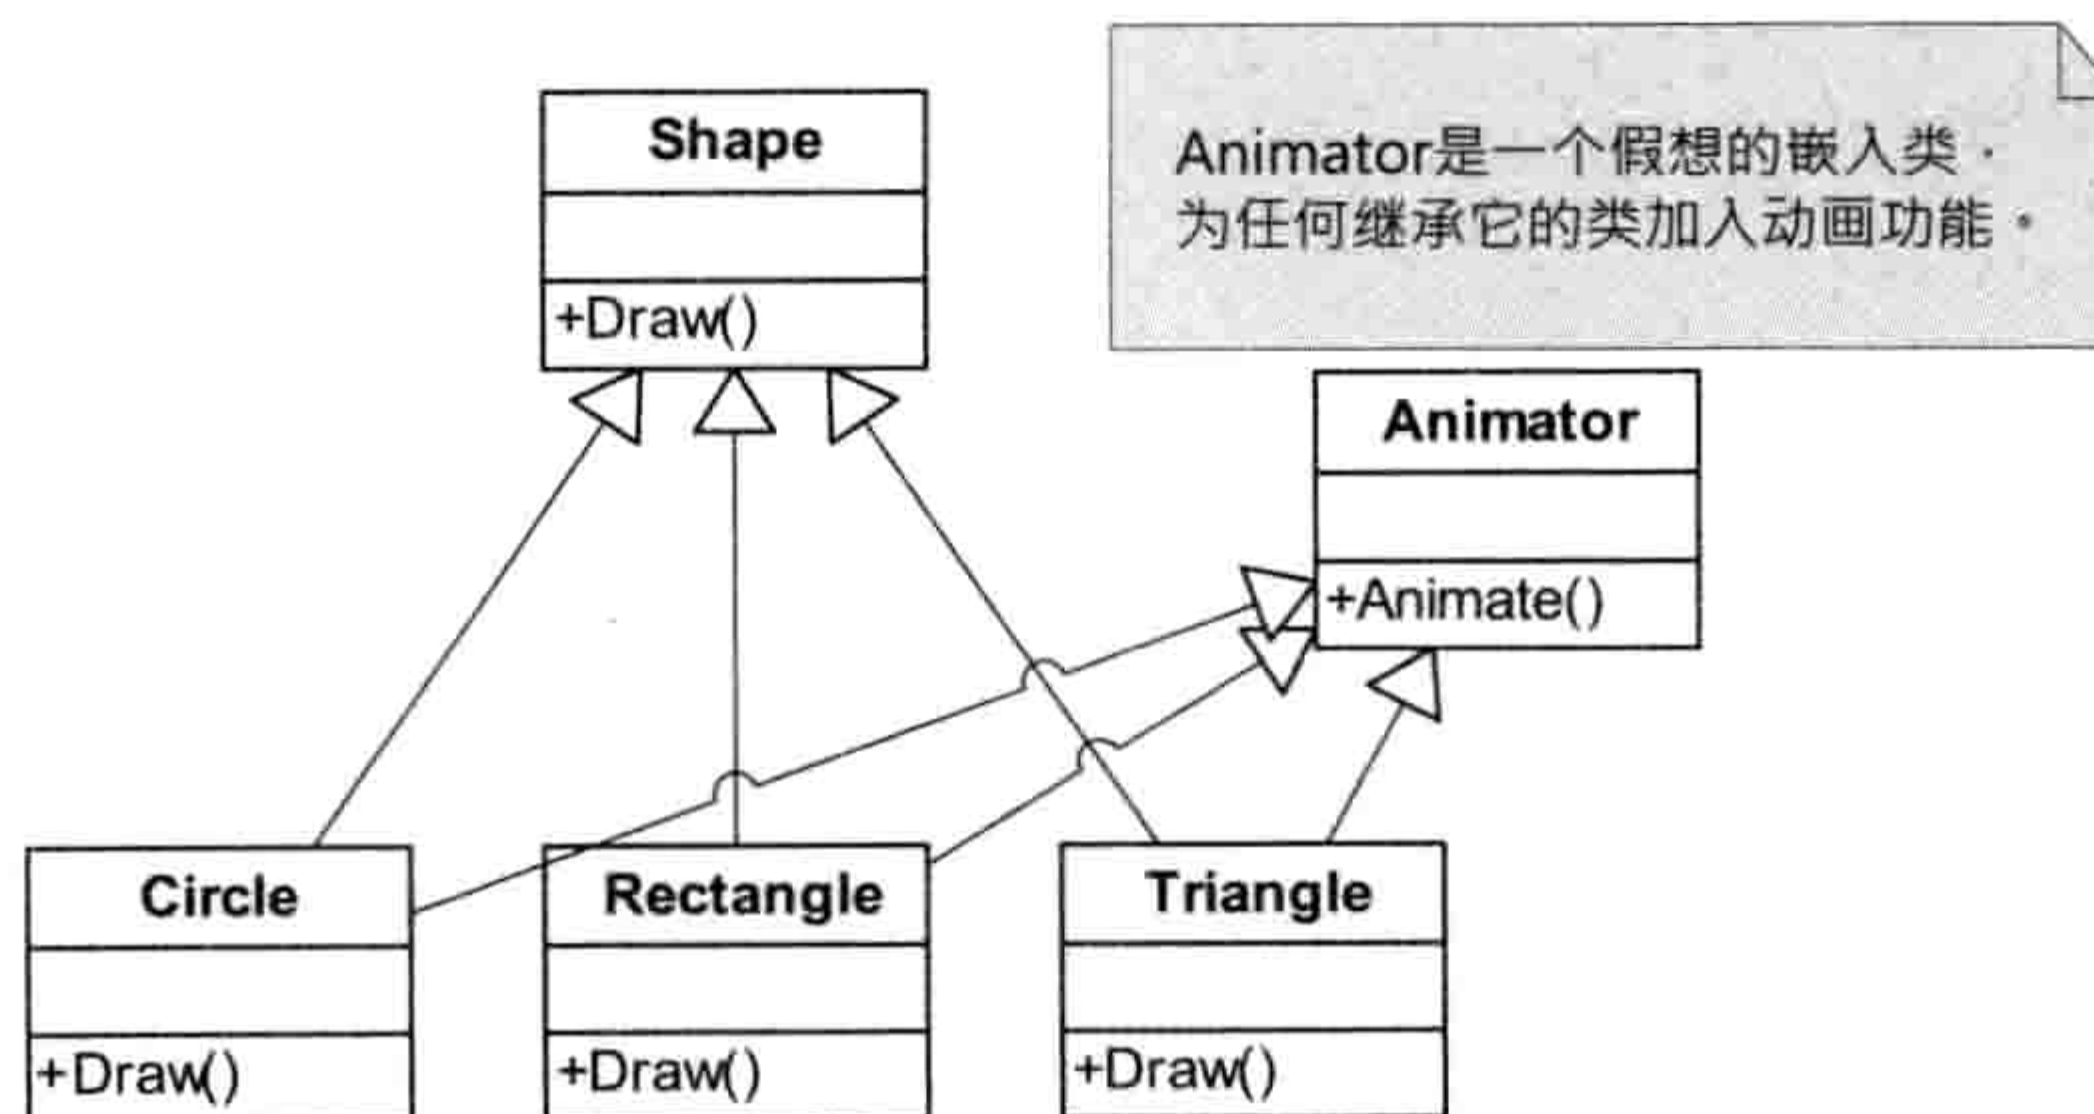 Shape
+Draw()
Animator是一个假想的嵌入类，
为任何继承它的类加入动画功能。
Animator
+Animate()
Circle
+Draw()
Rectangle
+Draw()
Triangle
+Draw()